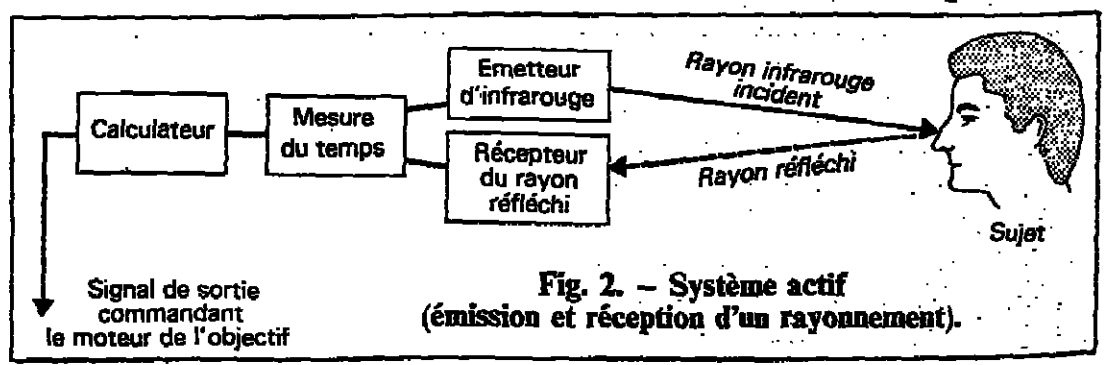 Emetteur
d'infrarouge
Rayon infrarouge
incident
Calculateur
Mesure
du temps
Récepteur
du rayon
réfléchi
Rayon réfléchi
Sujet
Signal de sortie
commandant
le moteur de l'objectif
Fig. 2. – Système actif
(émission et réception d'un rayonnement).